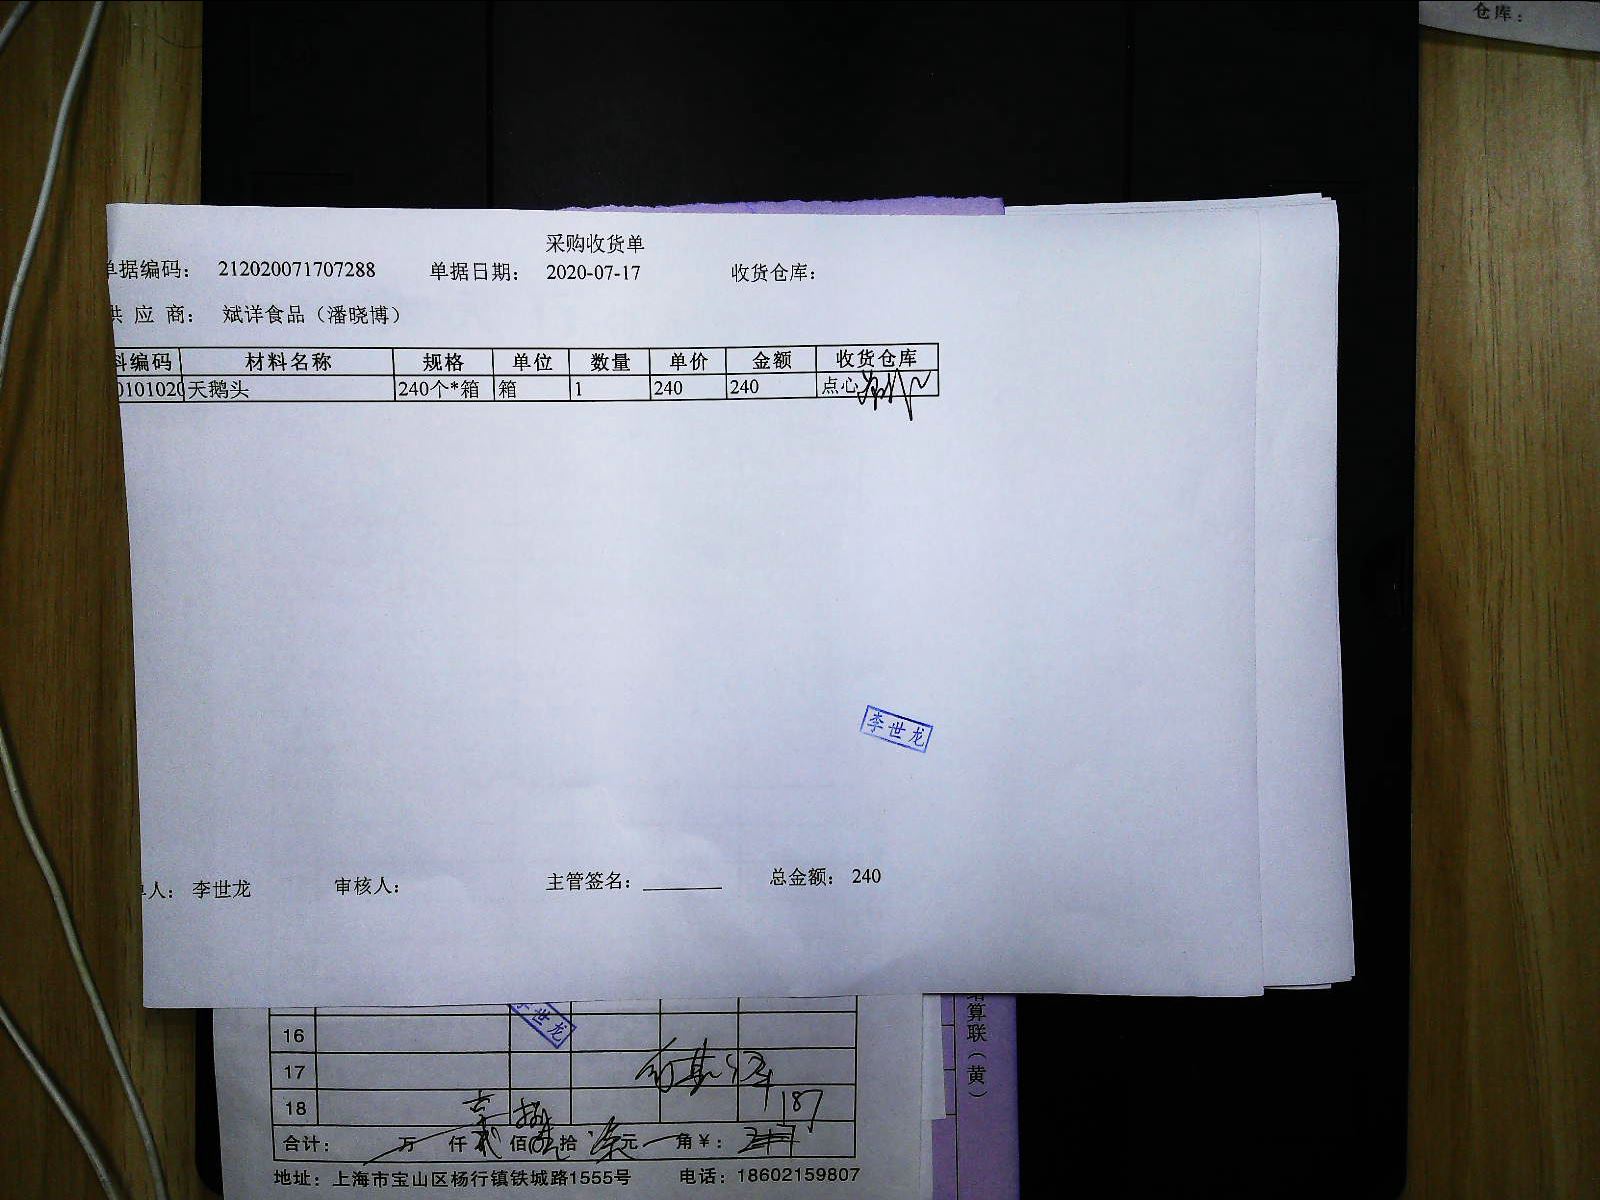 仓库：
采购收货单
单据编码： 212020071707288 单据日期： 2020-07-17 收货仓库：
供 应 商： 斌详食品（潘晓博）
料编码 材料名称 规格 单位 数量 单价 金额 收货仓库
0101020 天鹅头 240个*箱 箱 1 240 240 点心
李世龙
单人： 李世龙 审核人： 主管签名： 总金额： 240
李世龙
16
17
18 187
合计： 万 仟 佰 拾 元 角 ¥：
地址：上海市宝山区杨行镇铁城路1555号 电话：18602159807
算联（黄）